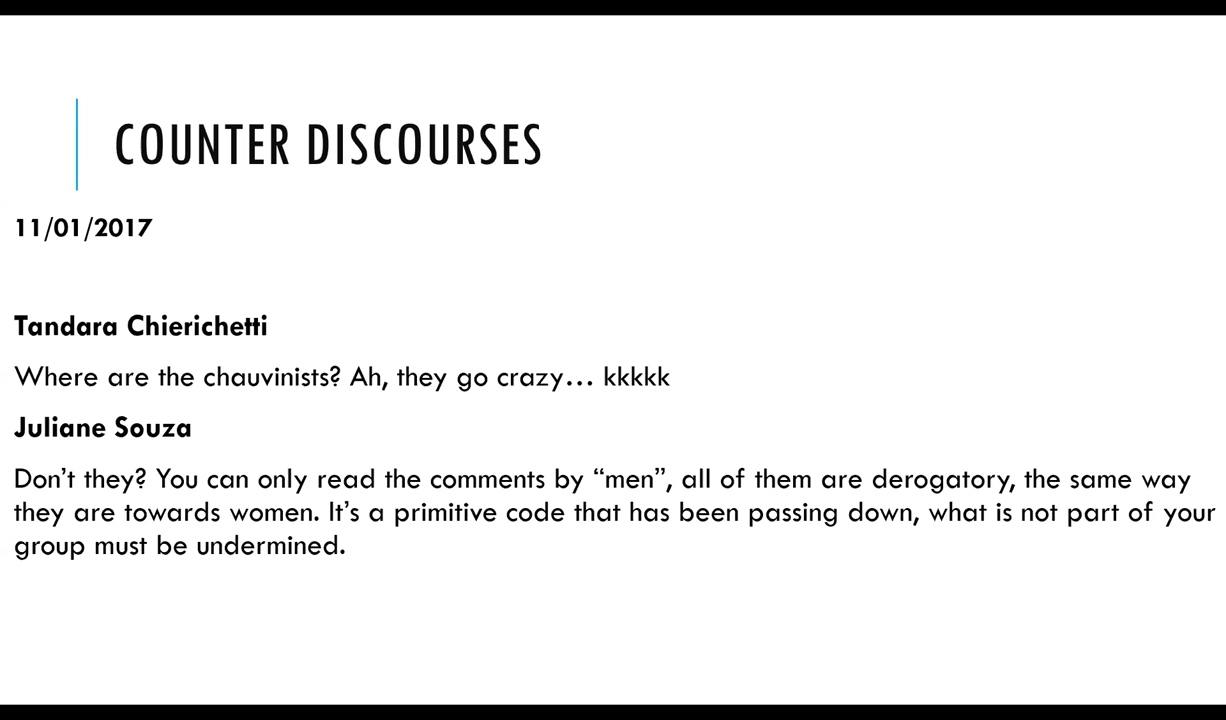 COUNTER DISCOURSES
11/01/2017
Tandara Chierichetti
Where are the chauvinists? Ah, they go crazy… kkkkk
Juliane Souza
Don’t they? You can only read the comments by “men”, all of them are derogatory, the same way
they are towards women. It’s a primitive code that has been passing down, what is not part of your
group must be undermined.